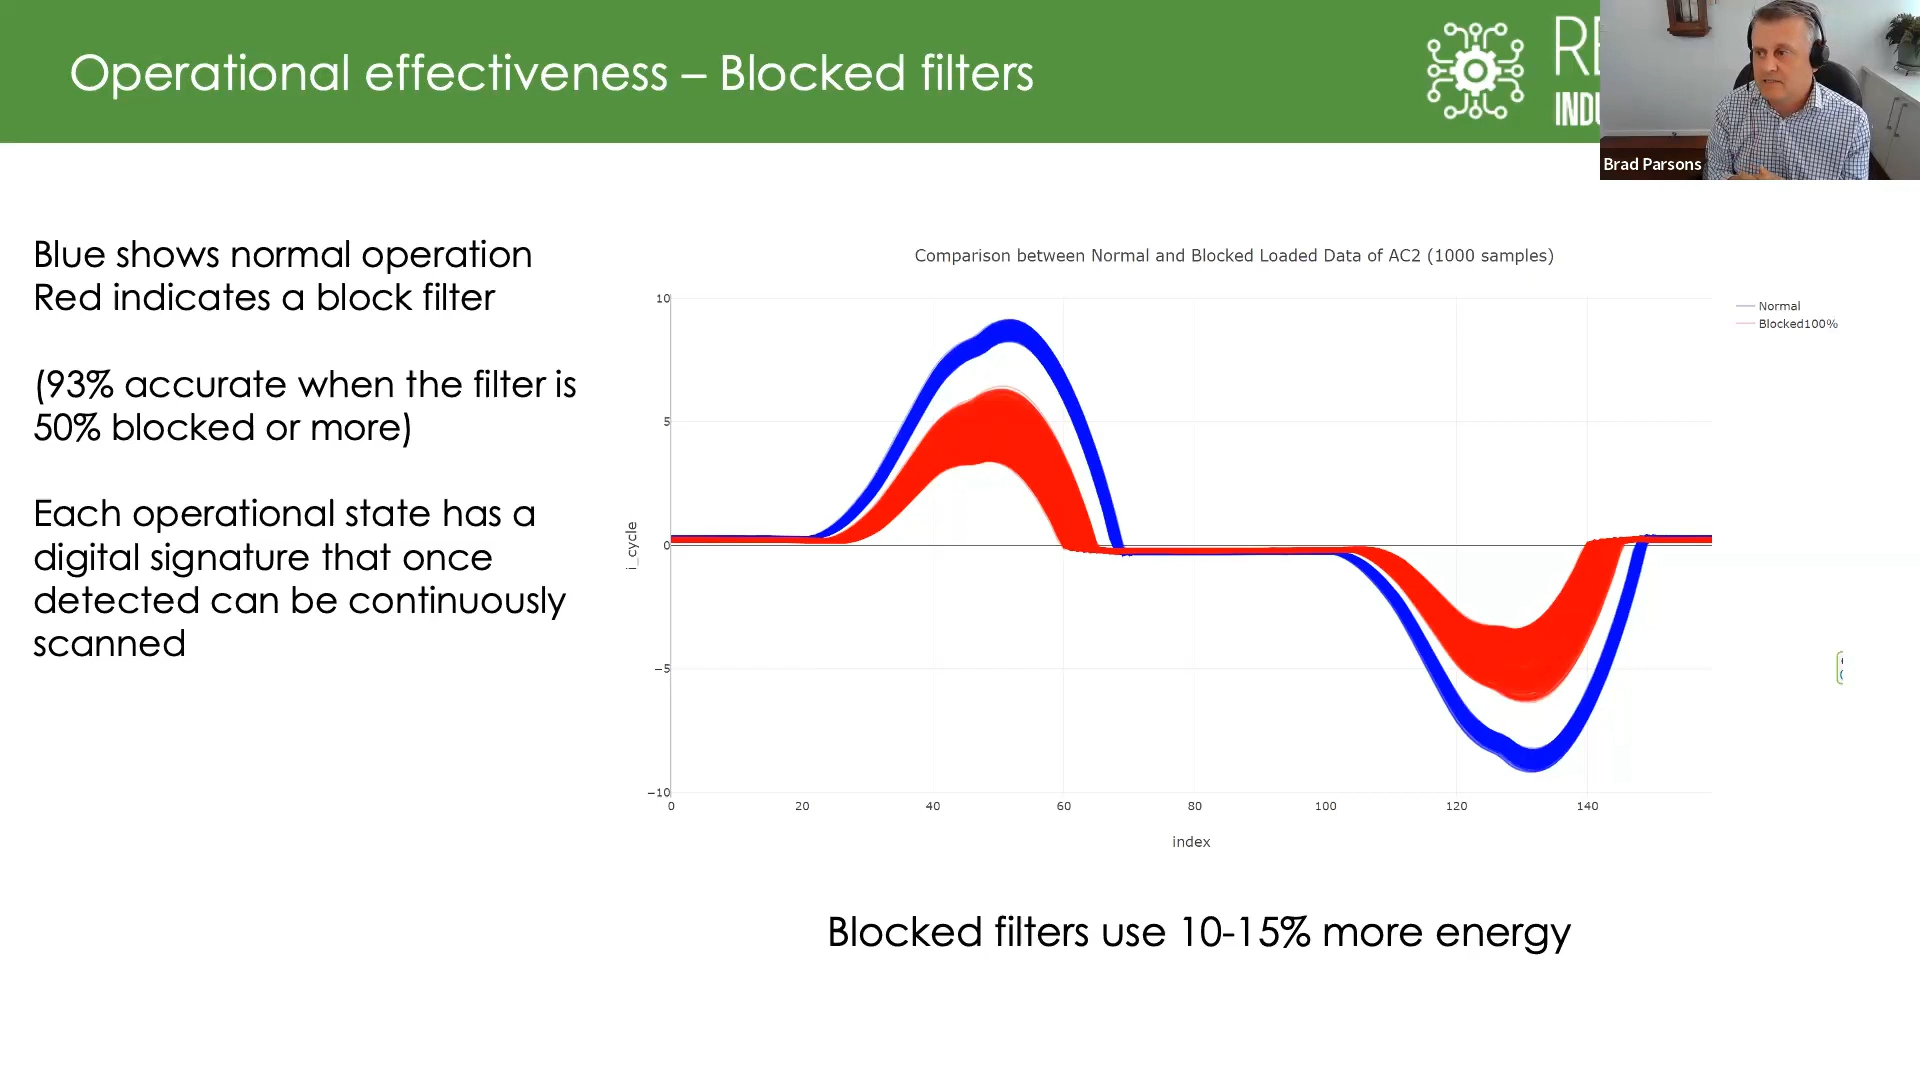 Operational effectiveness – Blocked filters
Brad Parsons
Blue shows normal operation
Red indicates a block filter
(93% accurate when the filter is
50% blocked or more)
Each operational state has a
digital signature that once
detected can be continuously
scanned
Comparison between Normal and Blocked Loaded Data of AC2 (1000 samples)
Normal
Blocked100%
10
5
0
−5
−10
i_cycle
0 20 40 60 80 100 120 140
index
Blocked filters use 10-15% more energy